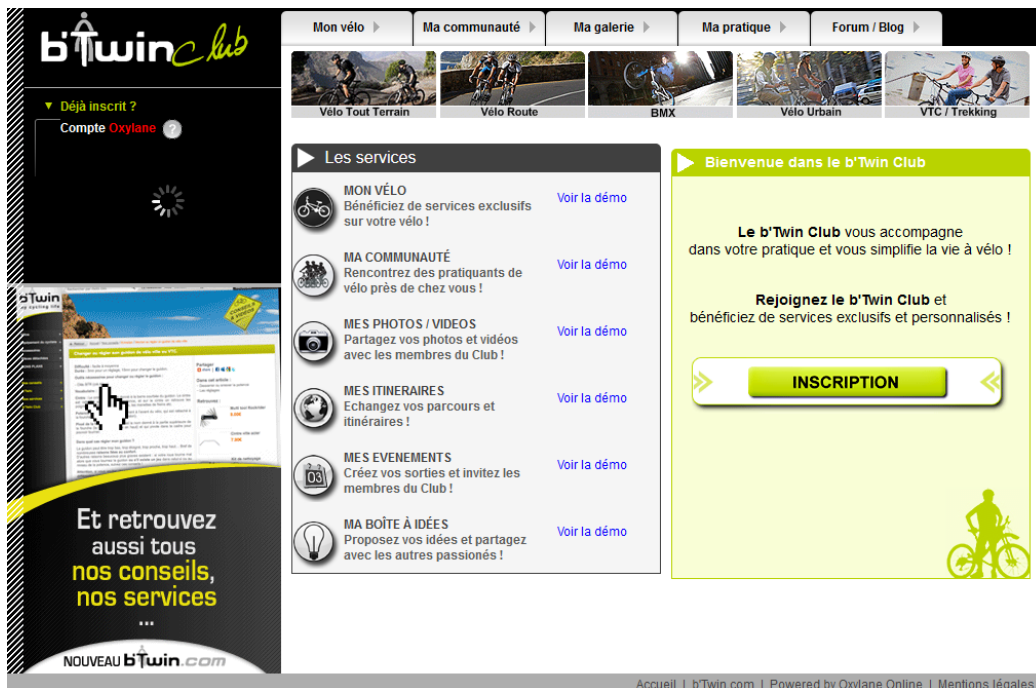 b'Twin club
Mon vélo
Ma communauté
Ma galerie
Ma pratique
Forum / Blog
Vélo Tout Terrain
Vélo Route
BMX
Vélo Urbain
VTC / Trekking
Déjà inscrit ?
Compte Oxylane ?
Les services
MON VÉLO
Bénéficiez de services exclusifs
sur votre vélo !
Voir la démo
MA COMMUNAUTÉ
Rencontrez des pratiquants de
vélo près de chez vous !
Voir la démo
MES PHOTOS / VIDEOS
Partagez vos photos et vidéos
avec les membres du Club !
Voir la démo
MES ITINERAIRES
Echangez vos parcours et
itinéraires !
Voir la démo
03
MES EVENEMENTS
Créez vos sorties et invitez les
membres du Club !
Voir la démo
MA BOÎTE À IDÉES
Proposez vos idées et partagez
avec les autres passionés !
Voir la démo
Bienvenue dans le b'Twin Club
Le b'Twin Club vous accompagne
dans votre pratique et vous simplifie la vie à vélo !
Rejoignez le b'Twin Club et
bénéficiez de services exclusifs et personnalisés !
INSCRIPTION
b'Twin
CONSEILS
& VIDÉOS
Et retrouvez
aussi tous
nos conseils,
nos services
...
NOUVEAU b'Twin.com
Accueil | b'Twin.com | Powered by Oxylane Online | Mentions légales